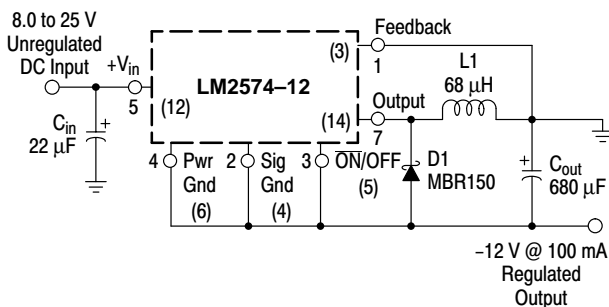 8.0 to 25 V
Unregulated
DC Input
+Vin
5
(12)
Cin
22 µF
+
LM2574–12
(3)
Feedback
1
(14)
Output
7
L1
68 µH
4
Pwr
Gnd
(6)
2
Sig
Gnd
(4)
3
ON/OFF
(5)
D1
MBR150
+
Cout
680 µF
–12 V @ 100 mA
Regulated
Output